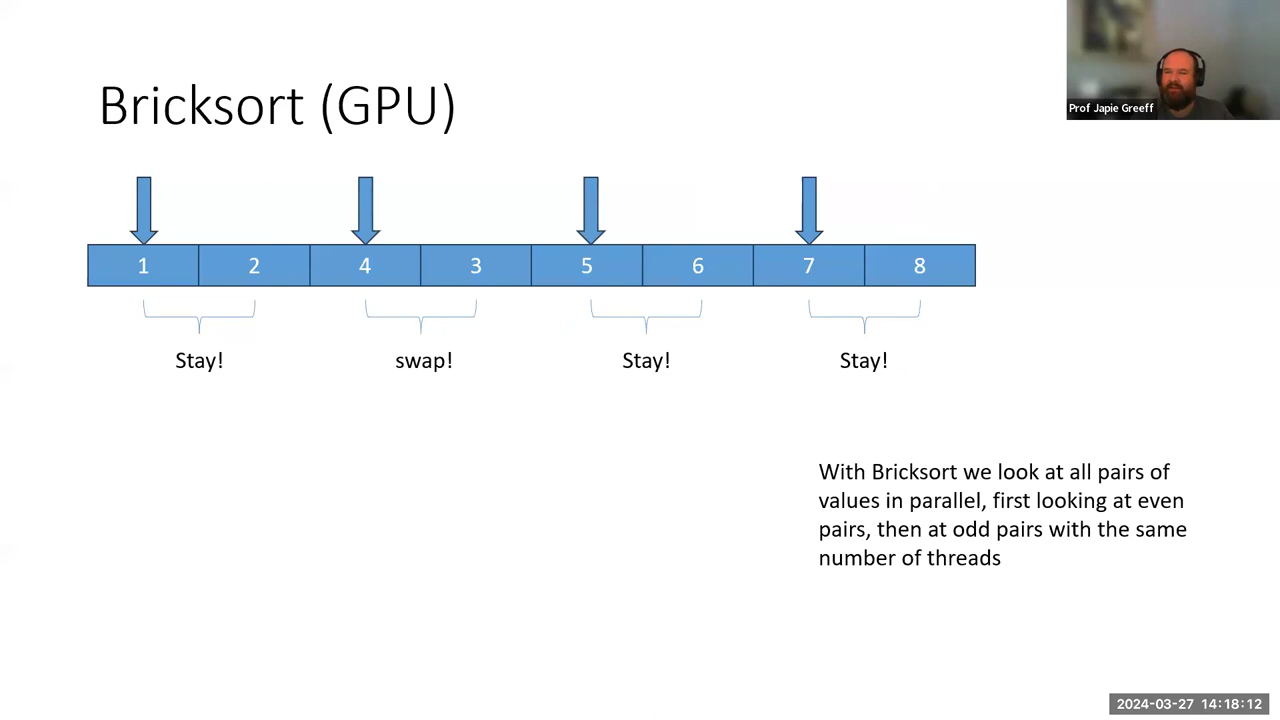 Bricksort (GPU)
Prof Japie Greeff
1 2 4 3 5 6 7 8
Stay! swap! Stay! Stay!
With Bricksort we look at all pairs of
values in parallel, first looking at even
pairs, then at odd pairs with the same
number of threads
2024-03-27 14:18:12